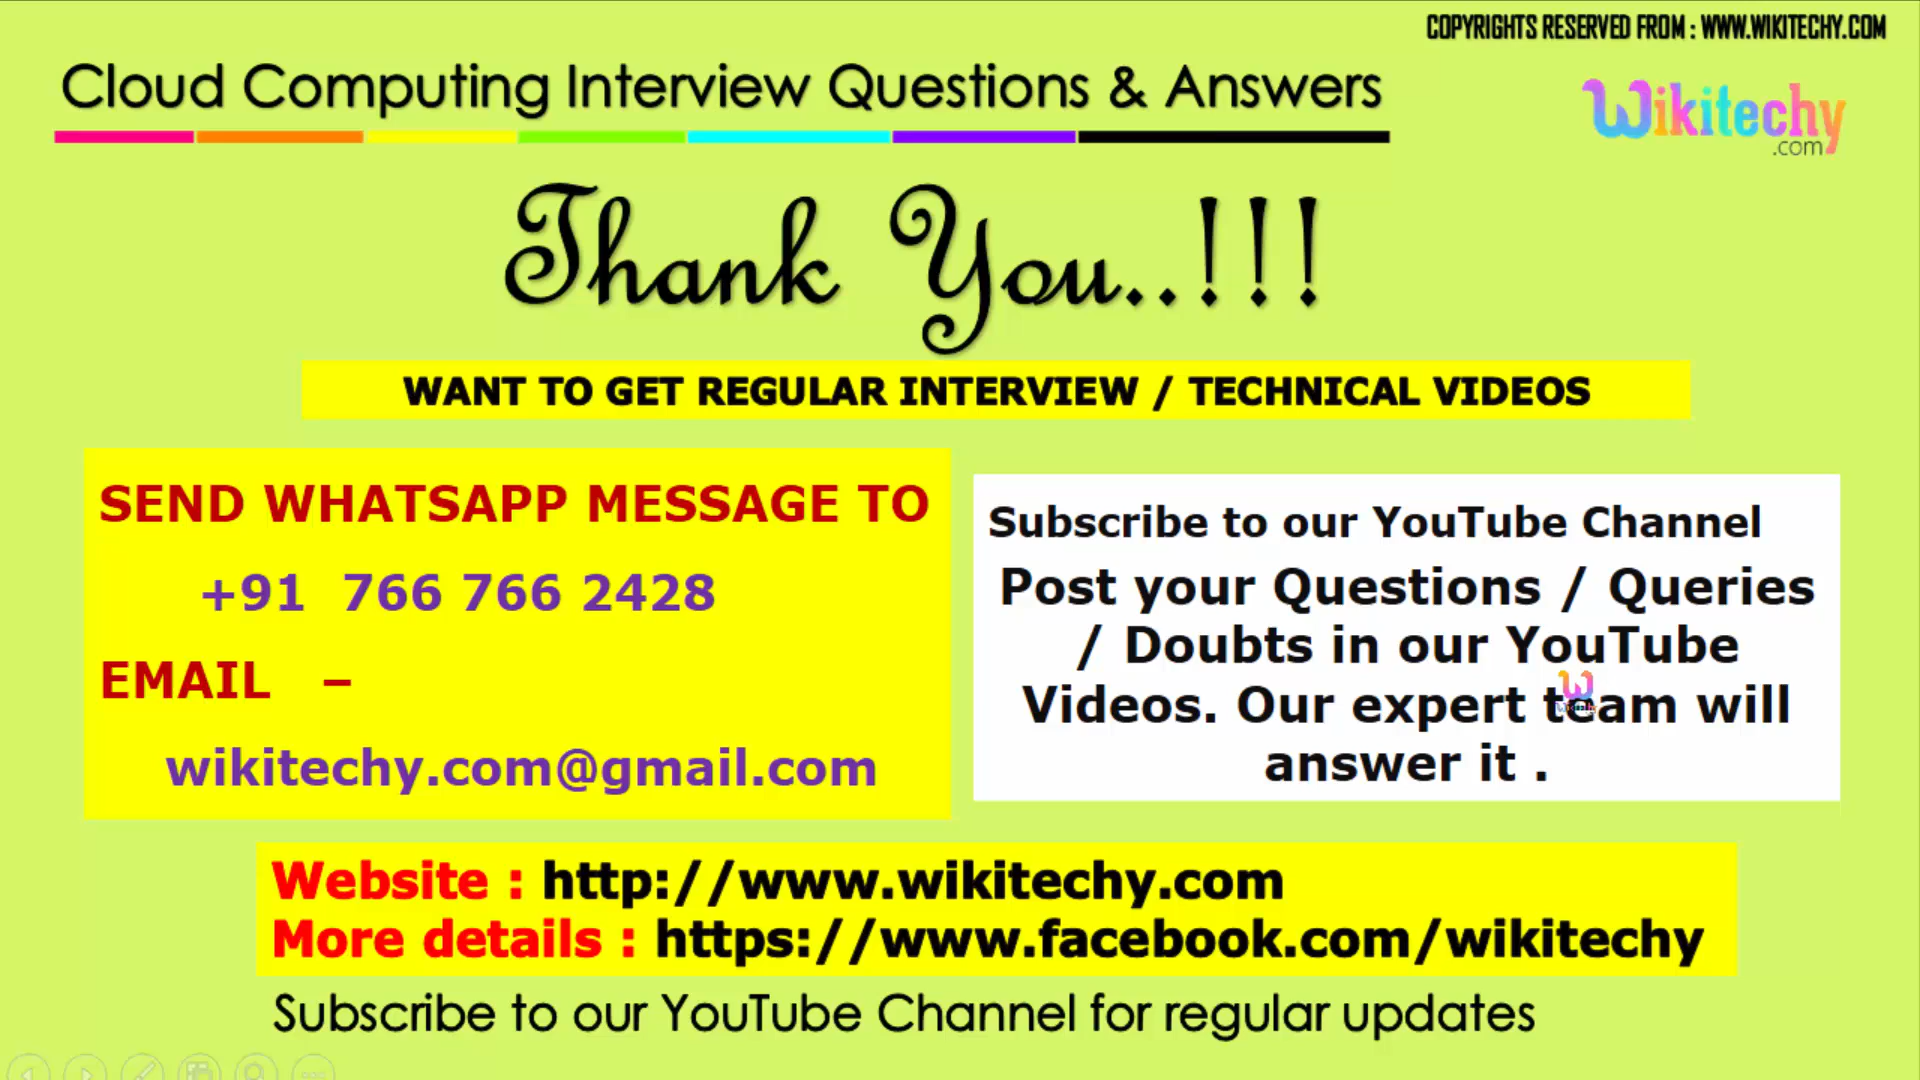 COPYRIGHTS RESERVED FROM : WWW.WIKITECHY.COM
Cloud Computing Interview Questions & Answers
Wikitechy
.com
Thank You..!!!
WANT TO GET REGULAR INTERVIEW / TECHNICAL VIDEOS
SEND WHATSAPP MESSAGE TO
+91 766 766 2428
EMAIL –
wikitechy.com@gmail.com
Subscribe to our YouTube Channel
Post your Questions / Queries
/ Doubts in our YouTube
Videos. Our expert team will
answer it .
Website : http://www.wikitechy.com
More details : https://www.facebook.com/wikitechy
Subscribe to our YouTube Channel for regular updates